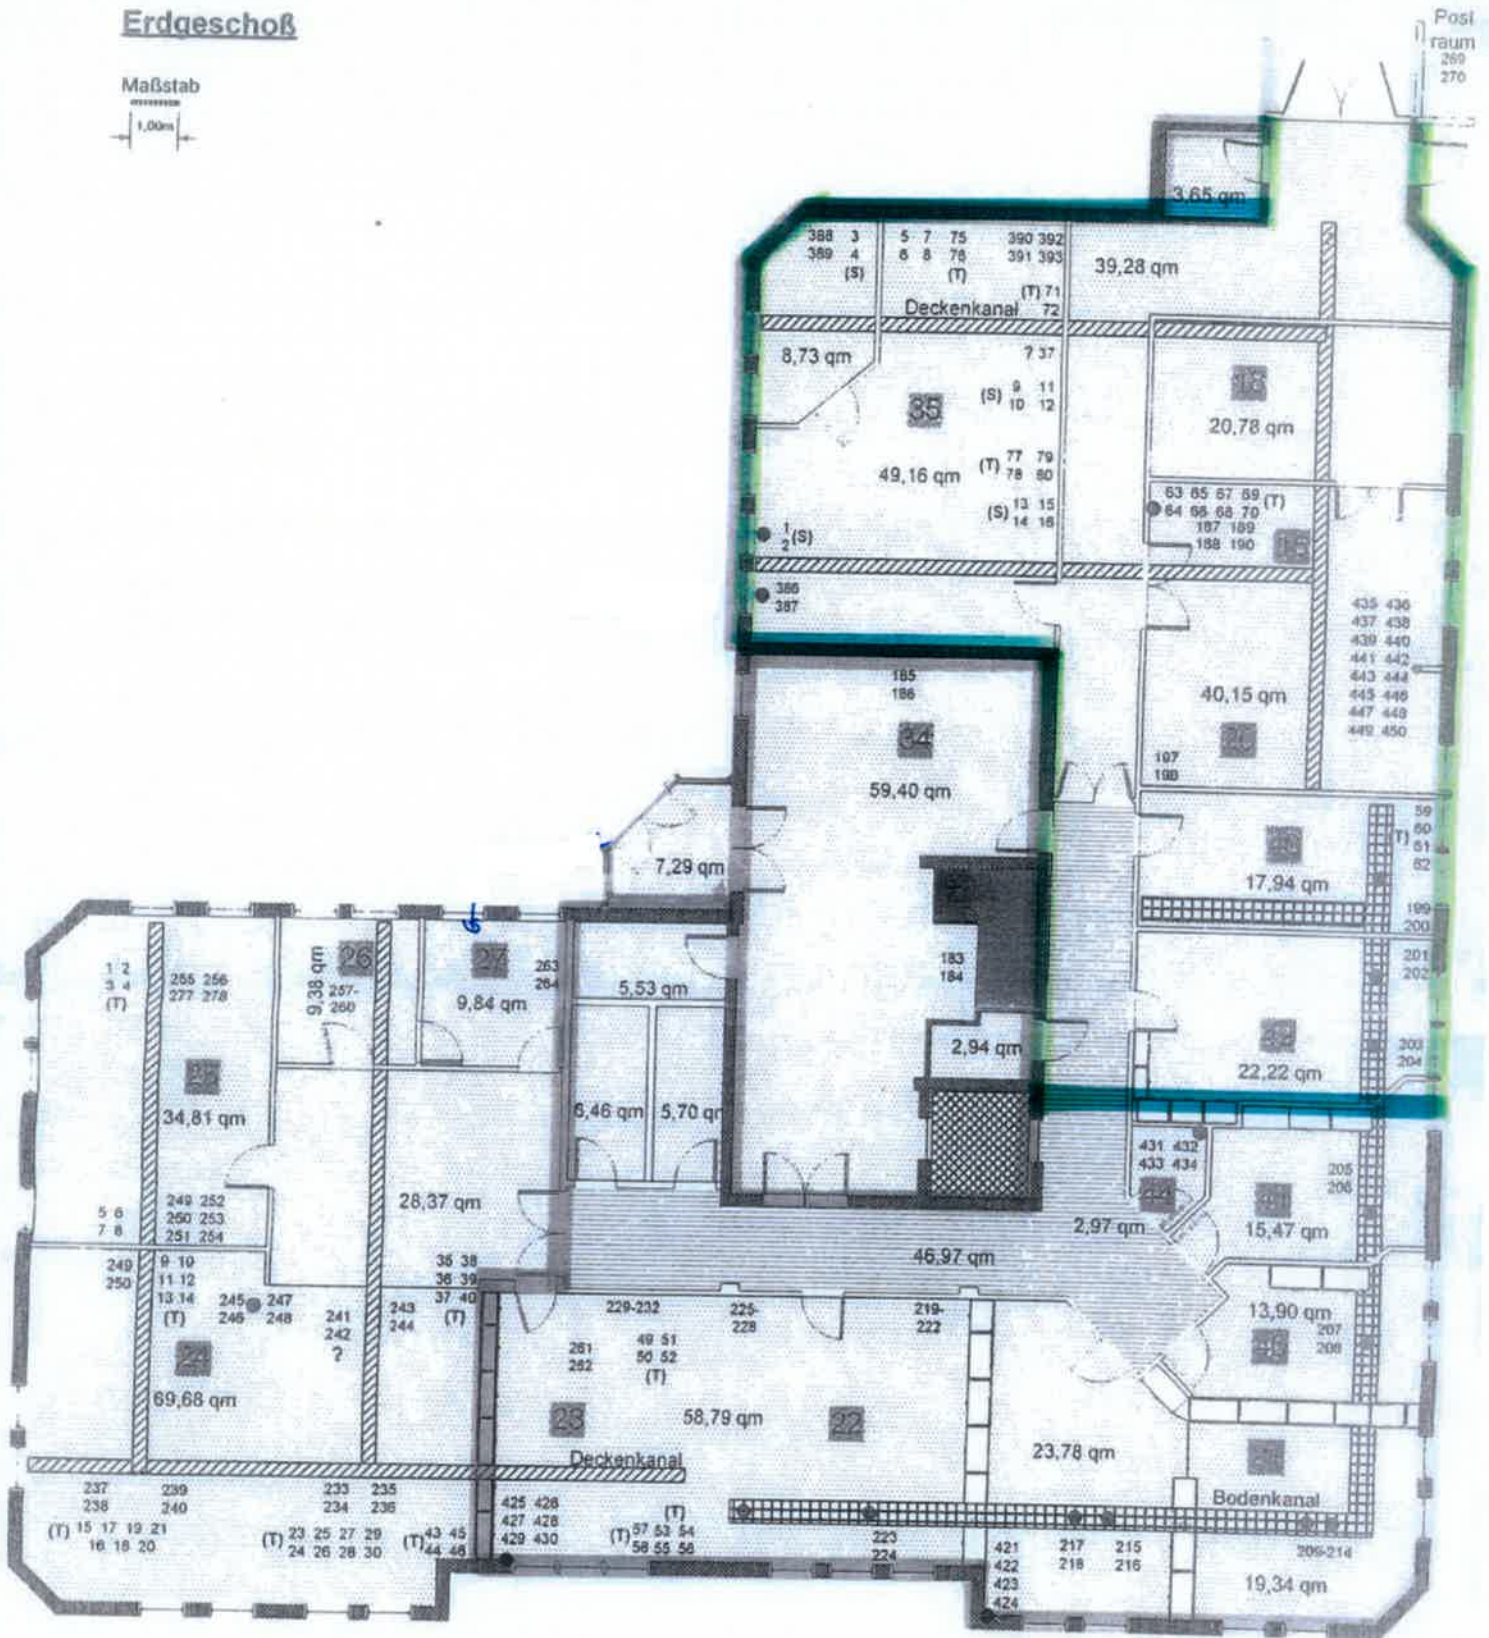 Erdgeschoß
Post
raum
269
270
Maßstab
1,00m
3,65 qm
388 3
389 4
(S)
5 7 75
6 8 76
(T)
390 392
391 393
39,28 qm
(T) 71
72
Deckenkanal
8,73 qm
? 37
(S) 9 11
10 12
35
20,78 qm
49,16 qm
(T) 77 79
78 80
(S) 13 15
14 16
63 65 67 69 (T)
64 66 68 70
187 189
188 190
1 (S)
2
386
387
435 436
437 438
439 440
441 442
443 444
445 446
447 448
449 450
185
186
34
40,15 qm
197
198
59,40 qm
59
(T) 60
61
62
7,29 qm
17,94 qm
199
200
201
202
1 2
3 4
(T)
255 256
277 278
9,38 qm
26
257-
260
27
9,84 qm
263
264
5,53 qm
183
184
2,94 qm
203
204
22,22 qm
34,81 qm
6,46 qm
5,70 qm
431 432
433 434
205
206
5 6
7 8
249 252
250 253
251 254
28,37 qm
2,97 qm
15,47 qm
46,97 qm
249
250
9 10
11 12
13 14
(T)
245 247
246 248
241
242
?
243
244
35 38
36 39
37 40
(T)
229-232
225-
228
219-
222
13,90 qm
207
208
261
262
49 51
50 52
(T)
24
69,68 qm
23
58,79 qm
22
23,78 qm
Deckenkanal
Bodenkanal
237
238
239
240
233 235
234 236
(T) 15 17 19 21
16 18 20
(T) 23 25 27 29
24 26 28 30
(T) 43 45
44 46
425 426
427 428
429 430
(T)
(T) 57 53 54
58 55 56
223
224
421
422
423
424
217
218
215
216
209-214
19,34 qm